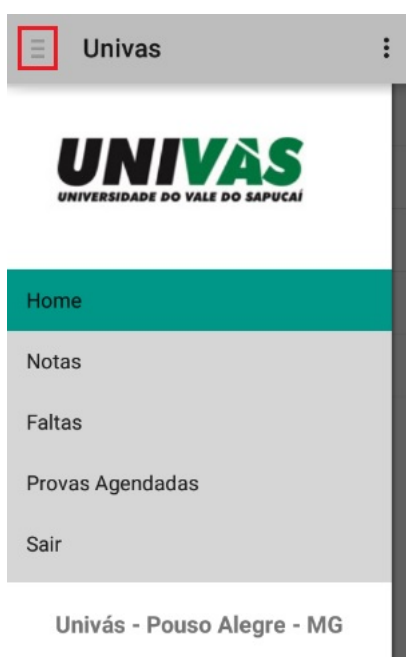 Univas
UNIVÁS
UNIVERSIDADE DO VALE DO SAPUCAÍ
Home
Notas
Faltas
Provas Agendadas
Sair
Univás - Pouso Alegre - MG